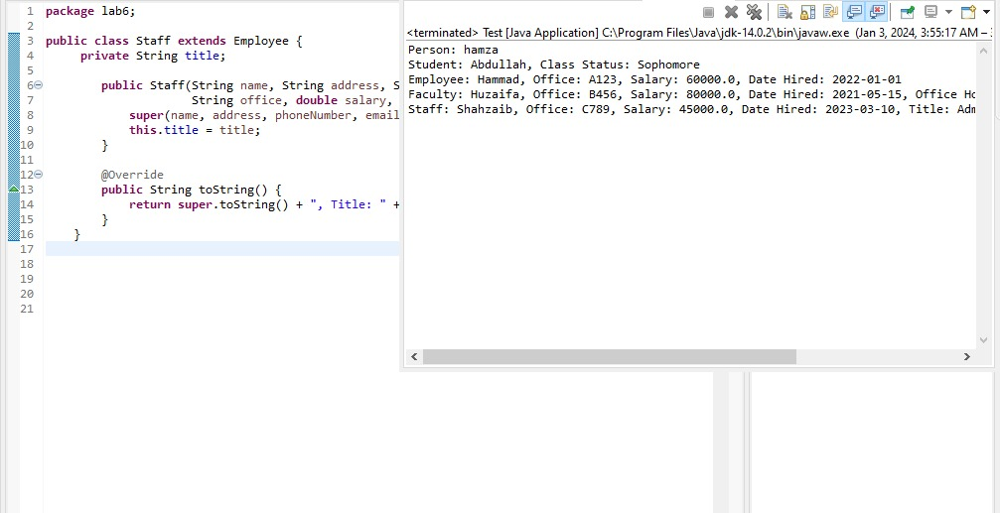 1 package lab6;
2
3 public class Staff extends Employee {
4 private String title;
5
6 public Staff(String name, String address, S
7 String office, double salary,
8 super(name, address, phoneNumber, email
9 this.title = title;
10 }
11
12 @Override
13 public String toString() {
14 return super.toString() + ", Title: " +
15 }
16 }
17
18
19
20
21
<terminated> Test [Java Application] C:\Program Files\Java\jdk-14.0.2\bin\javaw.exe (Jan 3, 2024, 3:55:17 AM –
Person: hamza
Student: Abdullah, Class Status: Sophomore
Employee: Hammad, Office: A123, Salary: 60000.0, Date Hired: 2022-01-01
Faculty: Huzaifa, Office: B456, Salary: 80000.0, Date Hired: 2021-05-15, Office Ho
Staff: Shahzaib, Office: C789, Salary: 45000.0, Date Hired: 2023-03-10, Title: Adm